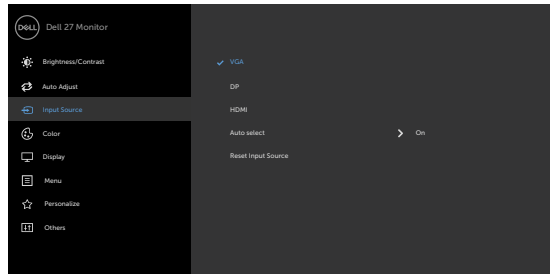 DELL Dell 27 Monitor
Brightness/Contrast
VGA
Auto Adjust
DP
Input Source
HDMI
Color
Auto select On
Display
Reset Input Source
Menu
Personalize
Others